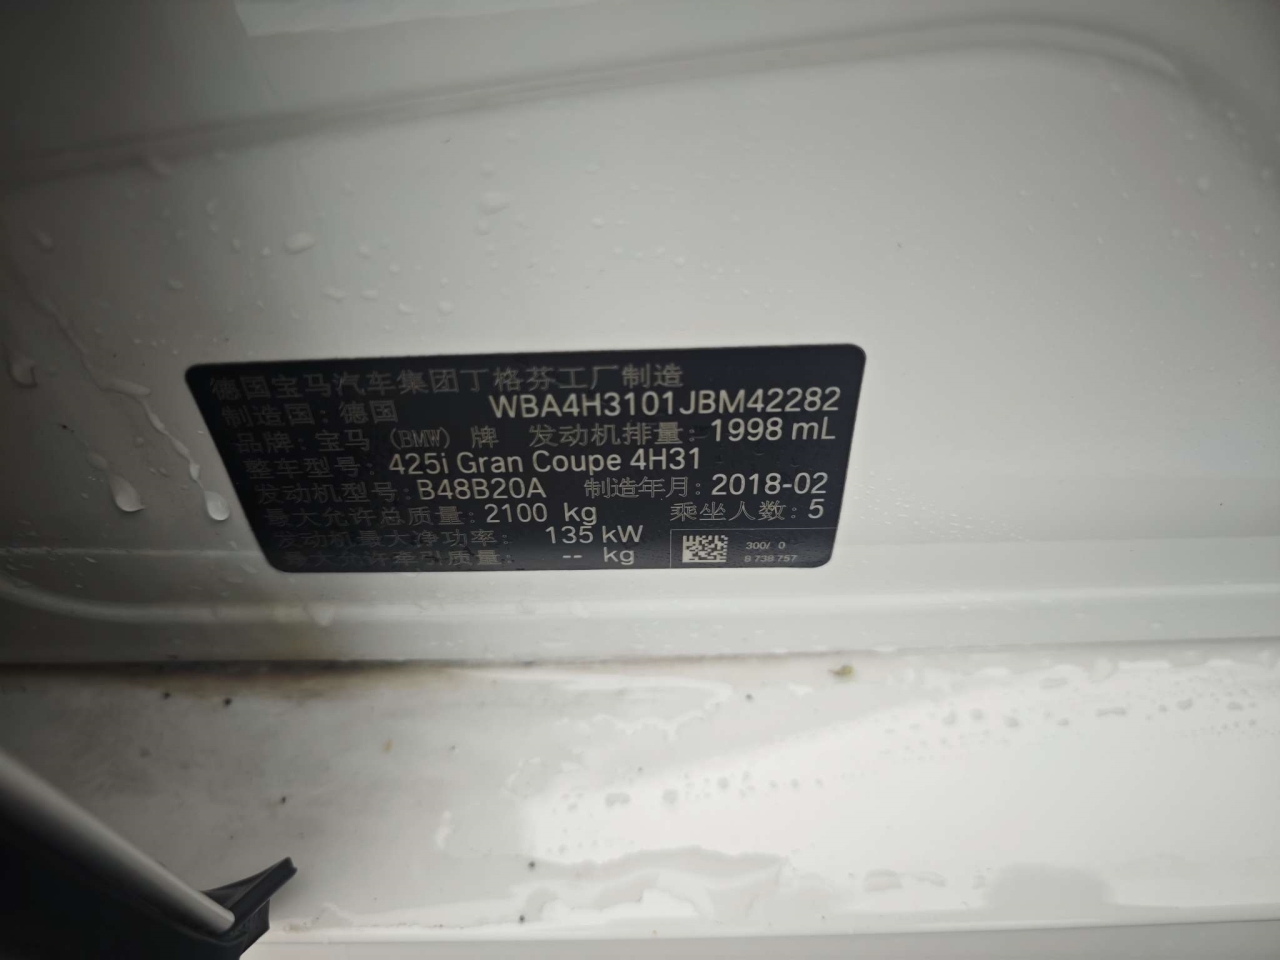 德国宝马汽车集团丁格芬工厂制造
制造国: 德国 WBA4H3101JBM42282
品牌: 宝马 (BMW) 牌 发动机排量: 1998 mL
整车型号: 425i Gran Coupe 4H31
发动机型号: B48B20A 制造年月: 2018-02
最大允许总质量: 2100 kg 乘坐人数: 5
发动机最大净功率: 135 kW
最大允许牵引质量: -- kg
300/ 0
8 738 757